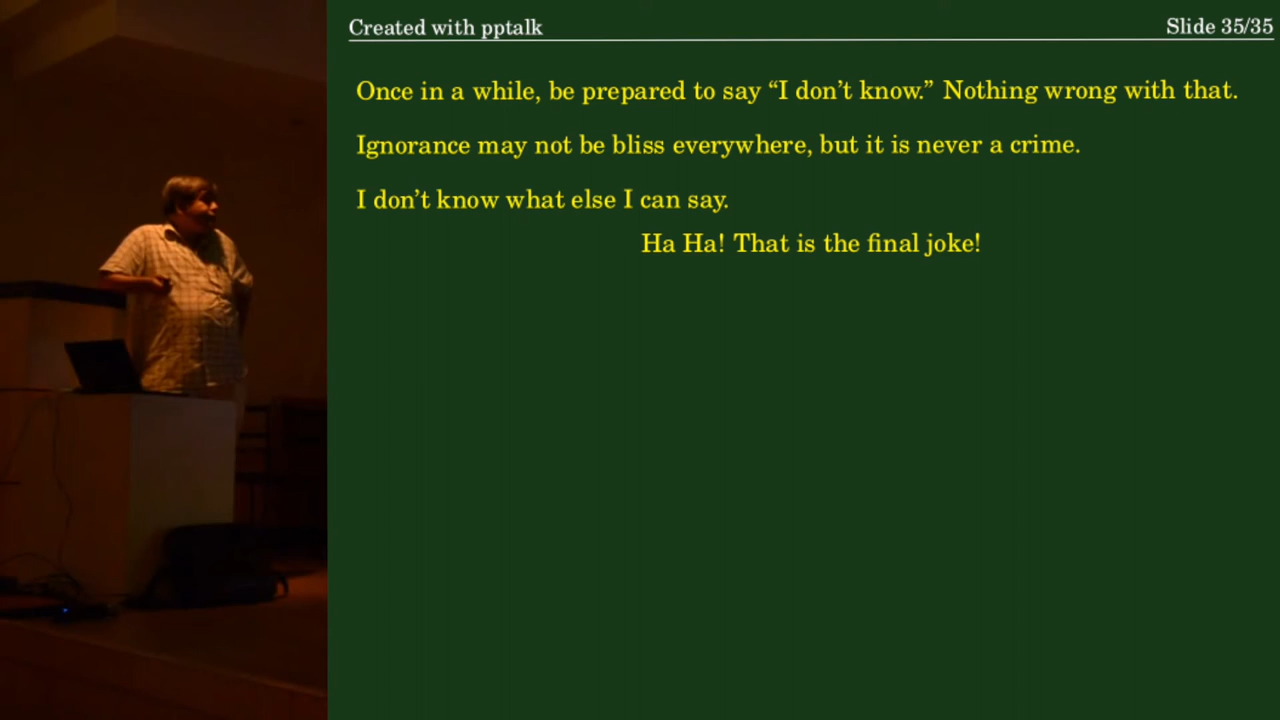 Created with pptalk
Slide 35/35
Once in a while, be prepared to say “I don’t know.” Nothing wrong with that.
Ignorance may not be bliss everywhere, but it is never a crime.
I don’t know what else I can say.
Ha Ha! That is the final joke!